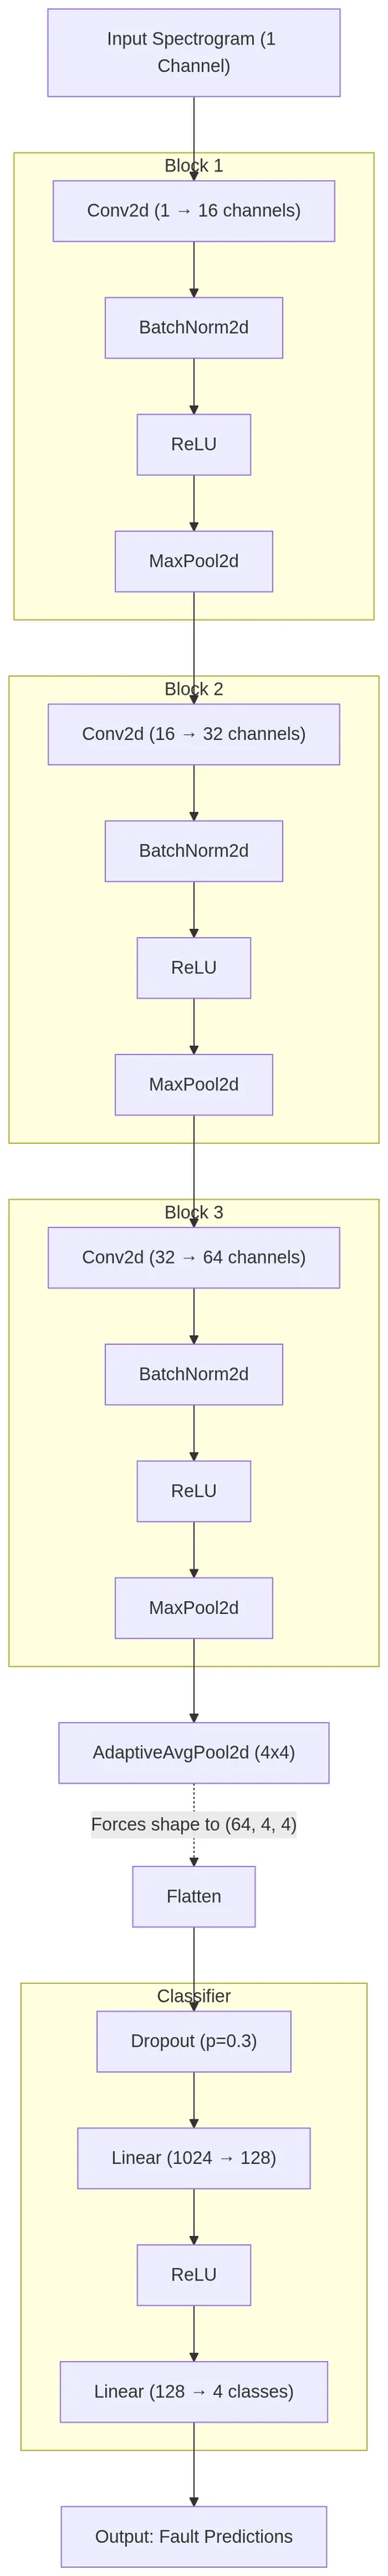 Input Spectrogram (1
Channel)
Block 1
Conv2d (1 → 16 channels)
BatchNorm2d
ReLU
MaxPool2d
Block 2
Conv2d (16 → 32 channels)
BatchNorm2d
ReLU
MaxPool2d
Block 3
Conv2d (32 → 64 channels)
BatchNorm2d
ReLU
MaxPool2d
AdaptiveAvgPool2d (4x4)
Forces shape to (64, 4, 4)
Flatten
Classifier
Dropout (p=0.3)
Linear (1024 → 128)
ReLU
Linear (128 → 4 classes)
Output: Fault Predictions